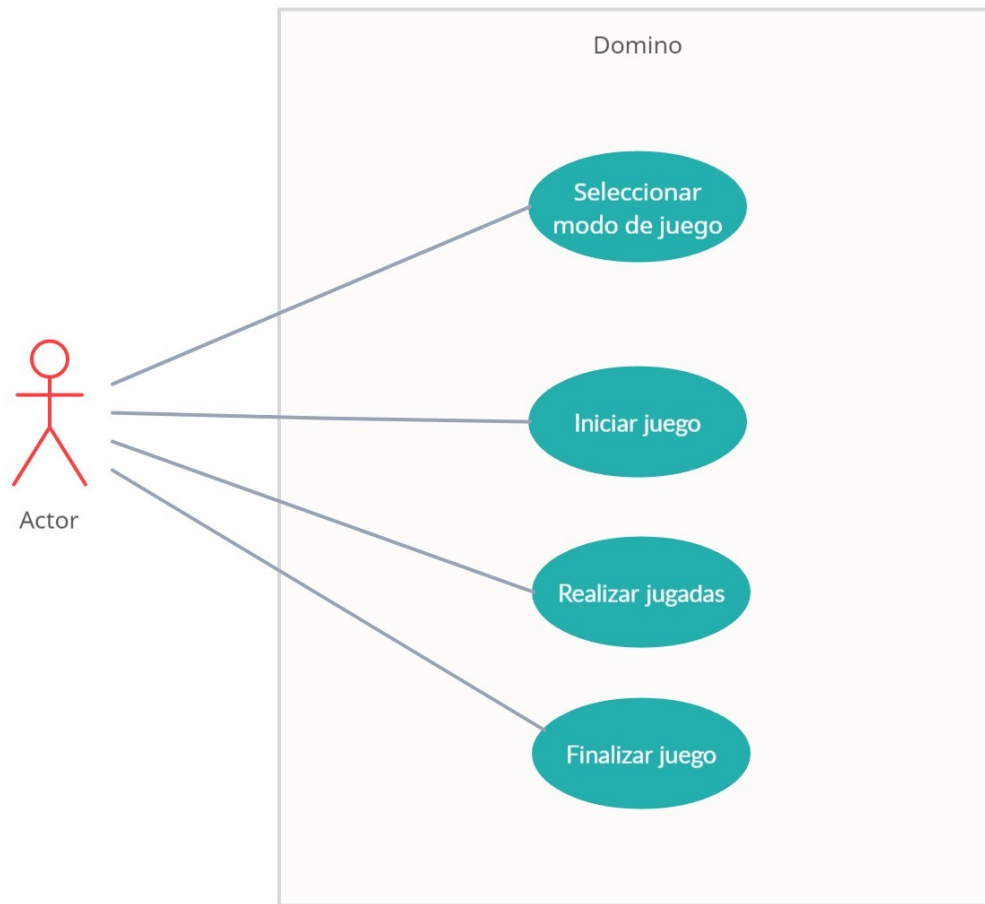 Domino
Seleccionar
modo de juego
Iniciar juego
Actor
Realizar jugadas
Finalizar juego